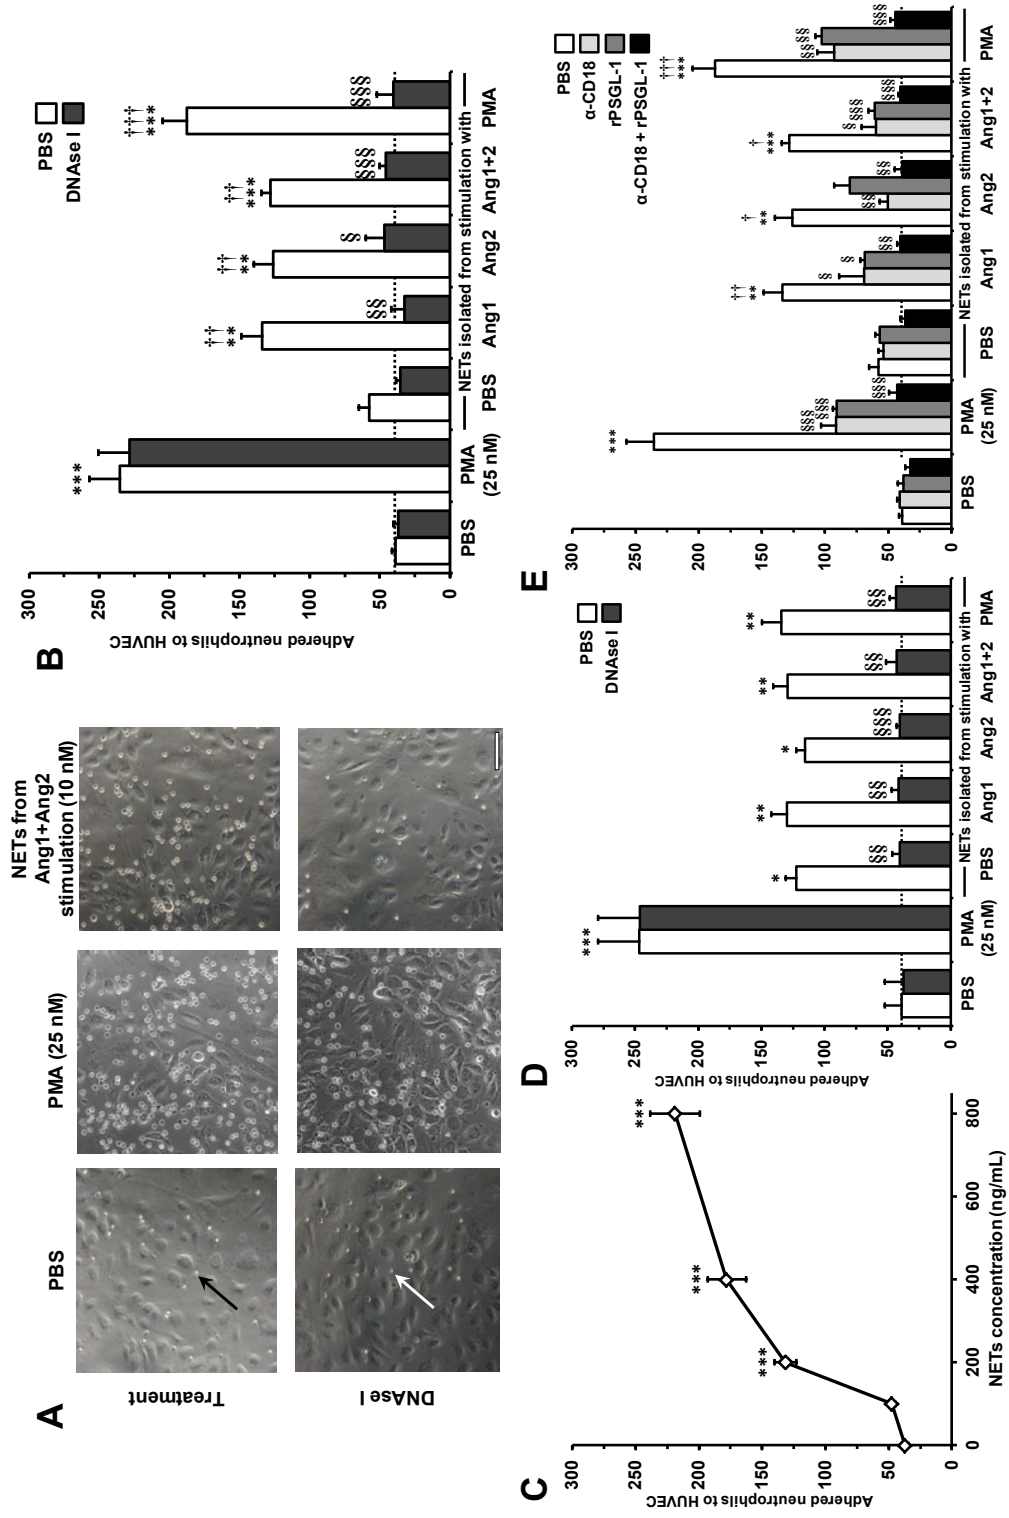 A
PBS
PMA (25 nM)
NETs from
Ang1+Ang2
stimulation (10 nM)
Treatment
DNAse I
B
PBS
DNAse I
Adhered neutrophils to HUVEC
300
250
200
150
100
50
0
***
** ††
** ††
*** ††
*** †††
§§
§
§§§
§§§
PBS
PMA
(25 nM)
PBS
Ang1
Ang2
Ang1+2
PMA
NETs isolated from stimulation with
C
Adhered neutrophils to HUVEC
300
250
200
150
100
50
0
***
***
***
0
200
400
600
800
NETs concentration (ng/mL)
D
PBS
DNAse I
Adhered neutrophils to HUVEC
300
250
200
150
100
50
0
***
*
**
*
**
**
§§
§§
§§§
§§
§§
PBS
PMA
(25 nM)
PBS
Ang1
Ang2
Ang1+2
PMA
NETs isolated from stimulation with
E
PBS
α-CD18
rPSGL-1
α-CD18 + rPSGL-1
300
250
200
150
100
50
0
***
§§§ §§§ §§§
** ††
§ § §§
** †
§§ §§
*** †
§ §§§ §§§
*** †††
§§§ §§§ §§§
PBS
PMA
(25 nM)
PBS
Ang1
Ang2
Ang1+2
PMA
NETs isolated from stimulation with